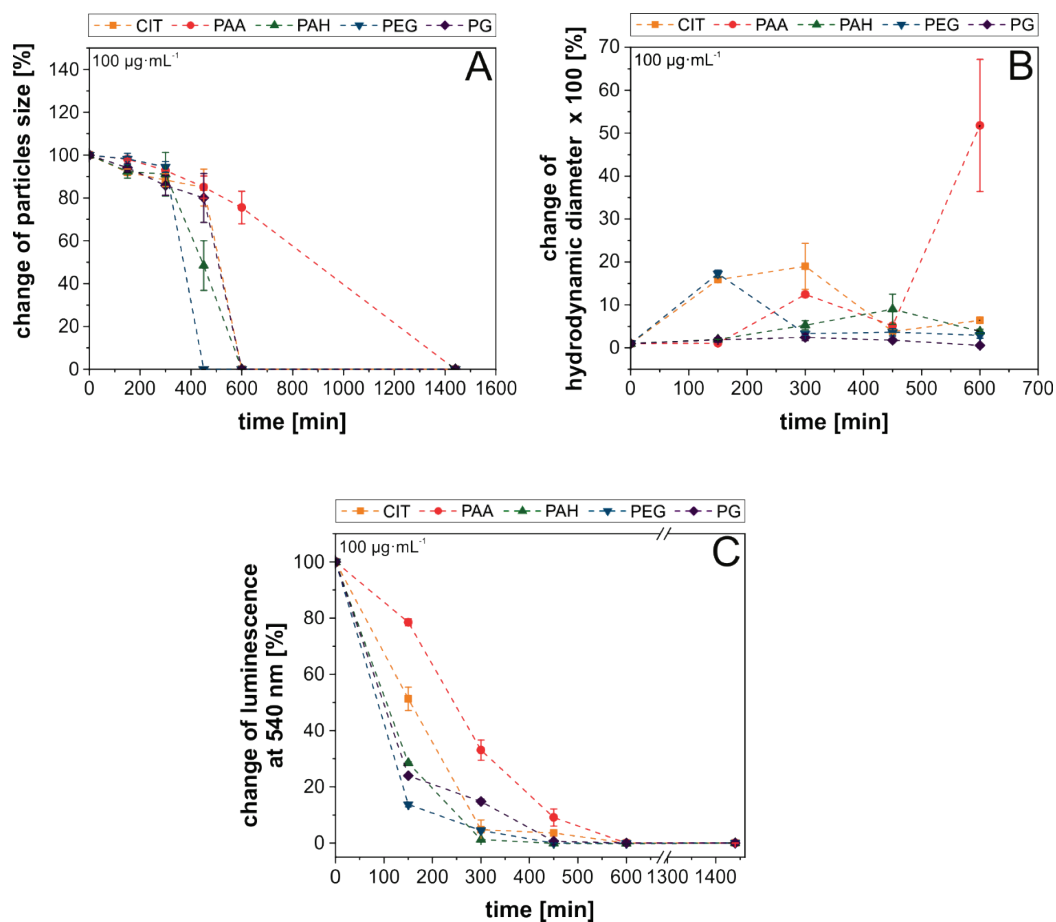 CIT PAA PAH PEG PG
100 µg·mL⁻¹
A
change of particles size [%]
140
120
100
80
60
40
20
0
0 200 400 600 800 1000 1200 1400 1600
time [min]
CIT PAA PAH PEG PG
100 µg·mL⁻¹
B
change of
hydrodynamic diameter x 100 [%]
70
60
50
40
30
20
10
0
0 100 200 300 400 500 600 700
time [min]
CIT PAA PAH PEG PG
100 µg·mL⁻¹
C
change of luminescence
at 540 nm [%]
100
80
60
40
20
0
0 100 200 300 400 500 600 1300 1400
time [min]